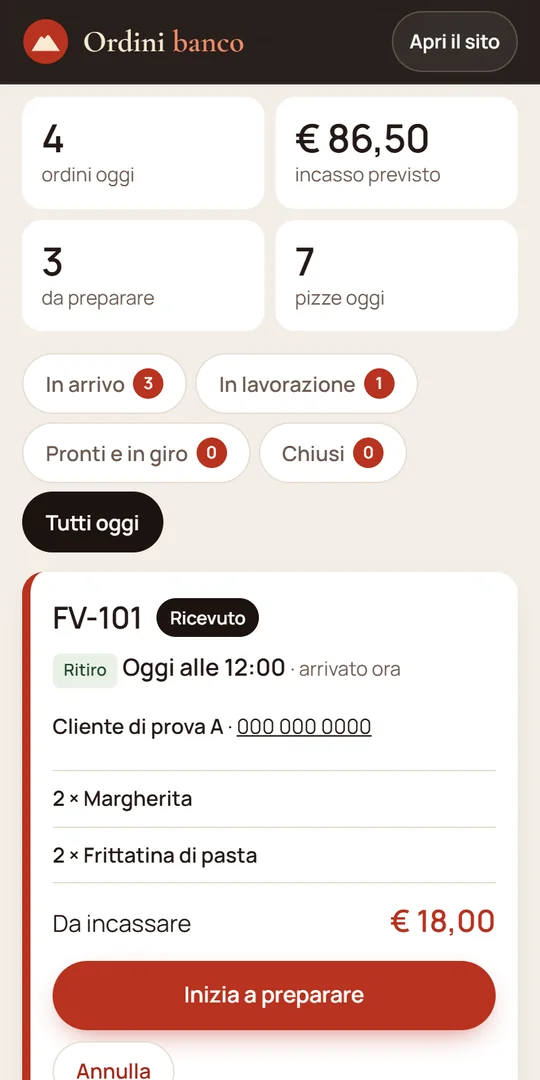 Ordini banco
Apri il sito
4
ordini oggi
€ 86,50
incasso previsto
3
da preparare
7
pizze oggi
In arrivo 3
In lavorazione 1
Pronti e in giro 0
Chiusi 0
Tutti oggi
FV-101 Ricevuto
Ritiro Oggi alle 12:00 · arrivato ora
Cliente di prova A · 000 000 0000
2 × Margherita
2 × Frittatina di pasta
Da incassare € 18,00
Inizia a preparare
Annulla